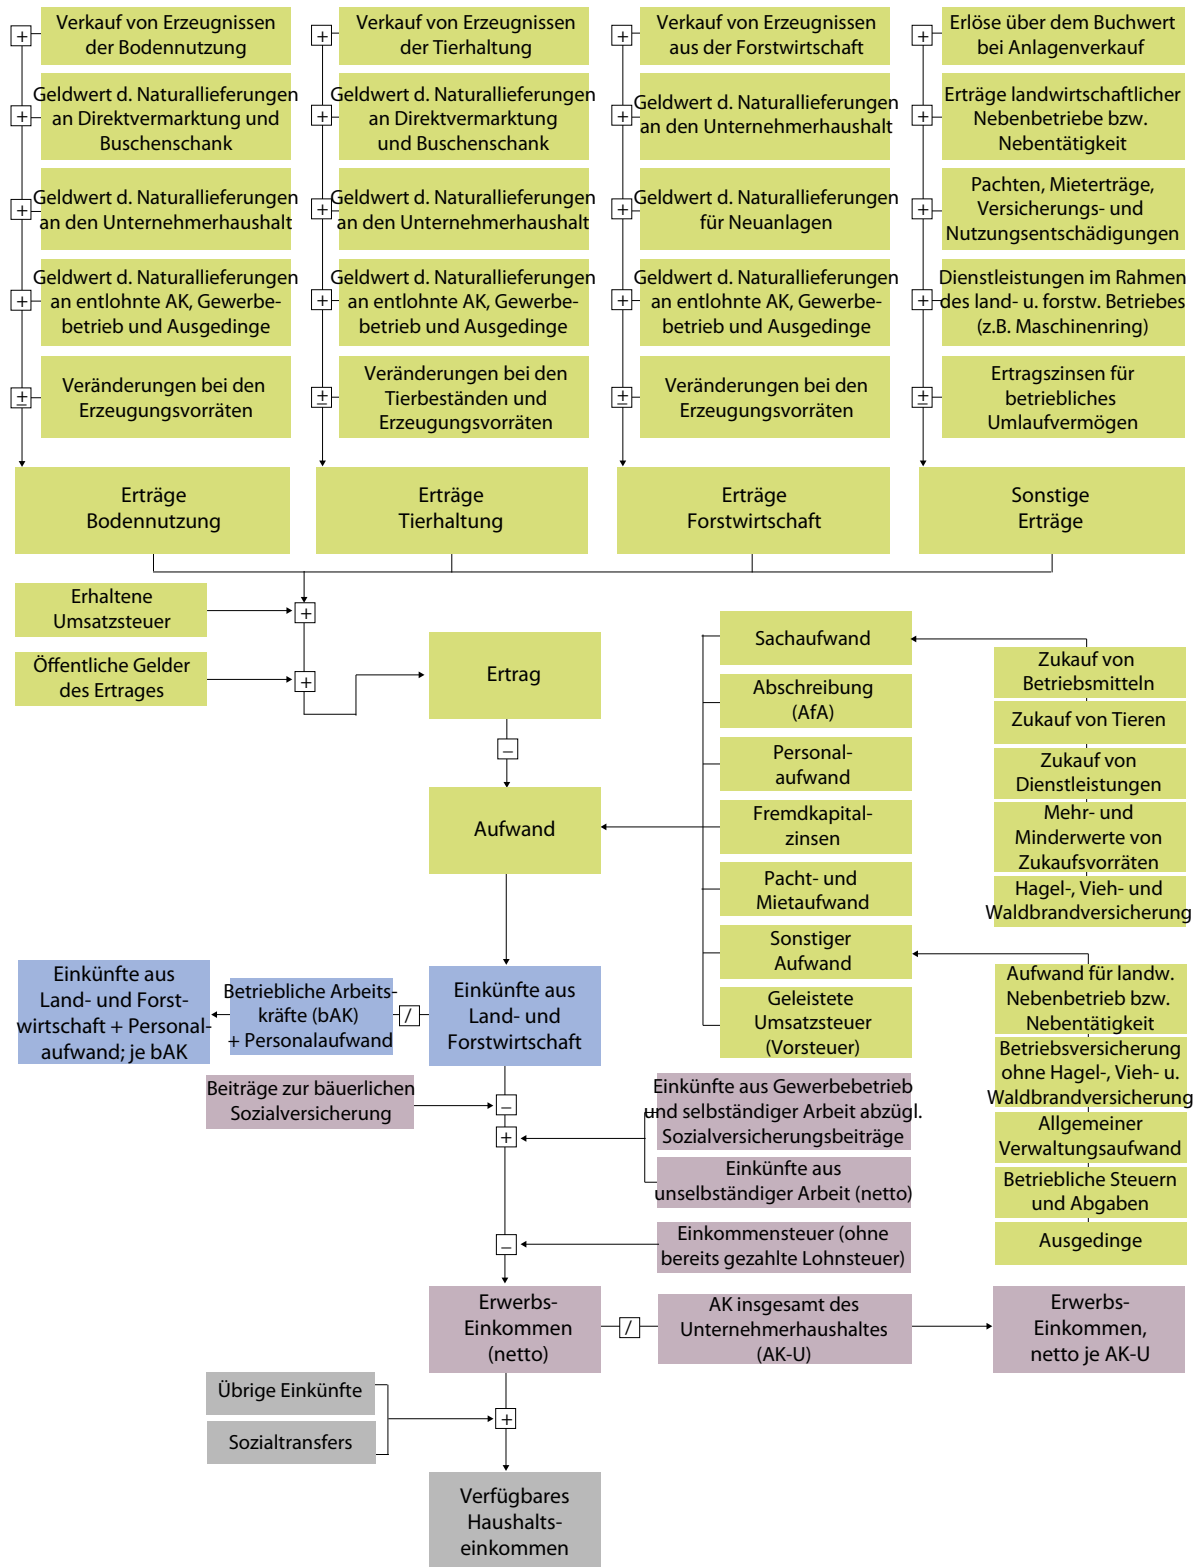 +
Verkauf von Erzeugnissen
der Bodennutzung
+
Geldwert d. Naturallieferungen
an Direktvermarktung und
Buschenschank
+
Geldwert d. Naturallieferungen
an den Unternehmerhaushalt
+
Geldwert d. Naturallieferungen
an entlohnte AK, Gewerbe-
betrieb und Ausgedinge
±
Veränderungen bei den
Erzeugungsvorräten
Erträge
Bodennutzung
+
Verkauf von Erzeugnissen
der Tierhaltung
+
Geldwert d. Naturallieferungen
an Direktvermarktung
und Buschenschank
+
Geldwert d. Naturallieferungen
an den Unternehmerhaushalt
+
Geldwert d. Naturallieferungen
an entlohnte AK, Gewerbe-
betrieb und Ausgedinge
±
Veränderungen bei den
Tierbeständen und
Erzeugungsvorräten
Erträge
Tierhaltung
+
Verkauf von Erzeugnissen
aus der Forstwirtschaft
+
Geldwert d. Naturallieferungen
an den Unternehmerhaushalt
+
Geldwert d. Naturallieferungen
für Neuanlagen
+
Geldwert d. Naturallieferungen
an entlohnte AK, Gewerbe-
betrieb und Ausgedinge
±
Veränderungen bei den
Erzeugungsvorräten
Erträge
Forstwirtschaft
+
Erlöse über dem Buchwert
bei Anlagenverkauf
+
Erträge landwirtschaftlicher
Nebenbetriebe bzw.
Nebentätigkeit
+
Pachten, Mieterträge,
Versicherungs- und
Nutzungsentschädigungen
+
Dienstleistungen im Rahmen
des land- u. forstw. Betriebes
(z.B. Maschinenring)
±
Ertragszinsen für
betriebliches
Umlaufvermögen
Sonstige
Erträge
Erhaltene
Umsatzsteuer
+
Öffentliche Gelder
des Ertrages
+
Ertrag
–
Aufwand
Sachaufwand
Abschreibung
(AfA)
Personal-
aufwand
Fremdkapital-
zinsen
Pacht- und
Mietaufwand
Sonstiger
Aufwand
Geleistete
Umsatzsteuer
(Vorsteuer)
Zukauf von
Betriebsmitteln
Zukauf von Tieren
Zukauf von
Dienstleistungen
Mehr- und
Minderwerte von
Zukaufsvorräten
Hagel-, Vieh- und
Waldbrandversicherung
Aufwand für landw.
Nebenbetrieb bzw.
Nebentätigkeit
Betriebsversicherung
ohne Hagel-, Vieh- u.
Waldbrandversicherung
Allgemeiner
Verwaltungsaufwand
Betriebliche Steuern
und Abgaben
Ausgedinge
Einkünfte aus
Land- und Forst-
wirtschaft + Personal-
aufwand; je bAK
Betriebliche Arbeits-
kräfte (bAK)
+ Personalaufwand
/
Einkünfte aus
Land- und
Forstwirtschaft
Beiträge zur bäuerlichen
Sozialversicherung
–
+
Einkünfte aus Gewerbebetrieb
und selbständiger Arbeit abzügl.
Sozialversicherungsbeiträge
Einkünfte aus
unselbständiger Arbeit (netto)
–
Einkommensteuer (ohne
bereits gezahlte Lohnsteuer)
Erwerbs-
Einkommen
(netto)
/
AK insgesamt des
Unternehmerhaushaltes
(AK-U)
Erwerbs-
Einkommen,
netto je AK-U
Übrige Einkünfte
Sozialtransfers
+
Verfügbares
Haushalts-
einkommen